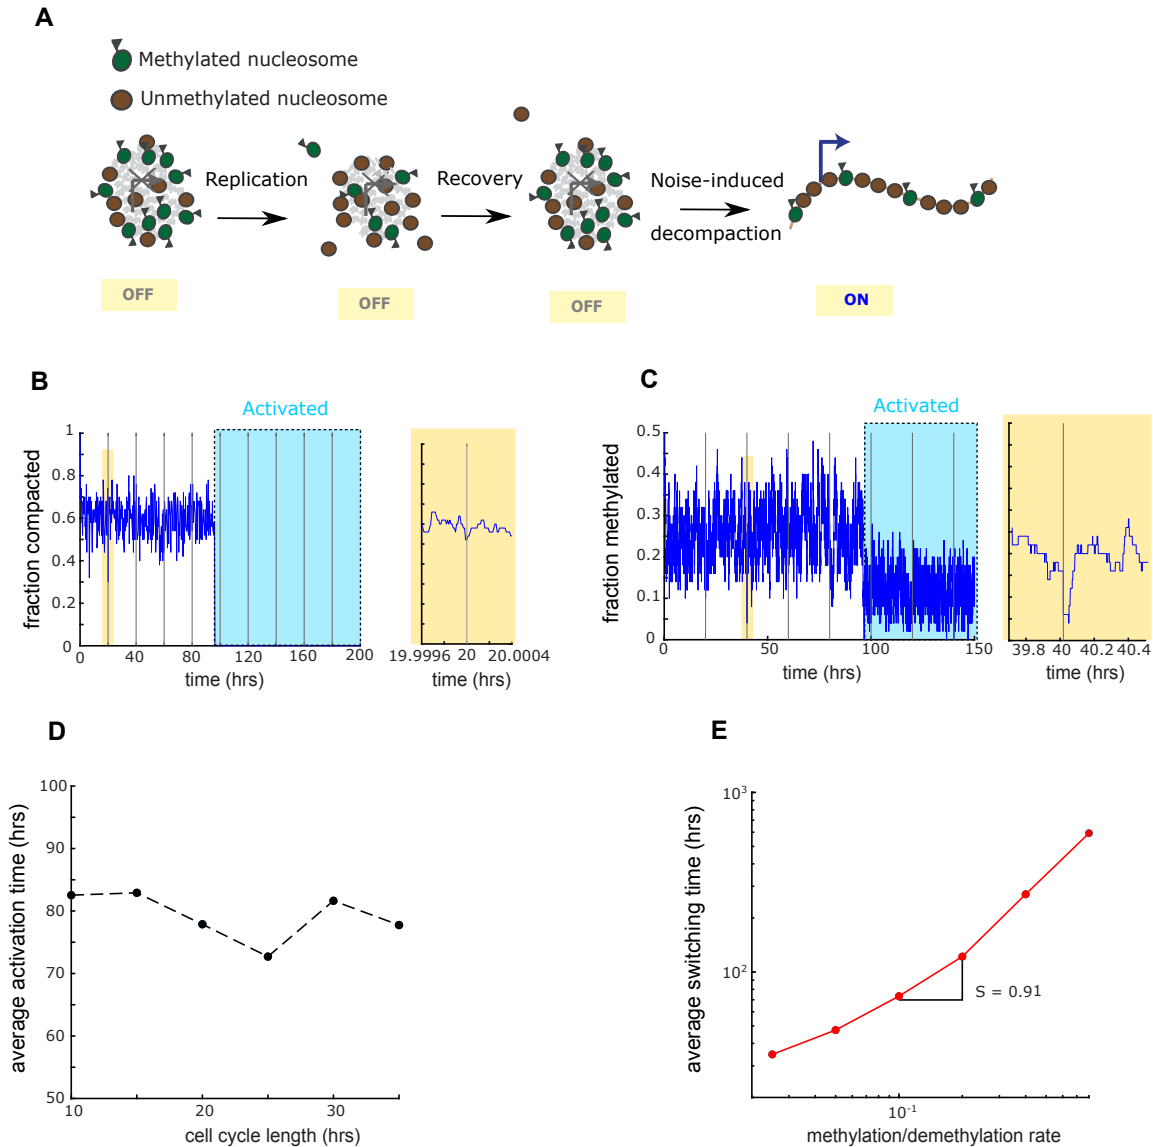 A
Methylated nucleosome
Unmethylated nucleosome
Replication
Recovery
Noise-induced
decompaction
OFF
OFF
OFF
ON
B
Activated
fraction compacted
1
0.8
0.6
0.4
0.2
0
0 40 80 120 160 200
time (hrs)
19.9996 20 20.0004
C
Activated
fraction methylated
0.5
0.4
0.3
0.2
0.1
0
0 50 100 150
time (hrs)
39.8 40 40.2 40.4
D
average activation time (hrs)
100
90
80
70
60
50
10 20 30
cell cycle length (hrs)
E
average switching time (hrs)
10³
10²
S = 0.91
10⁻¹
methylation/demethylation rate